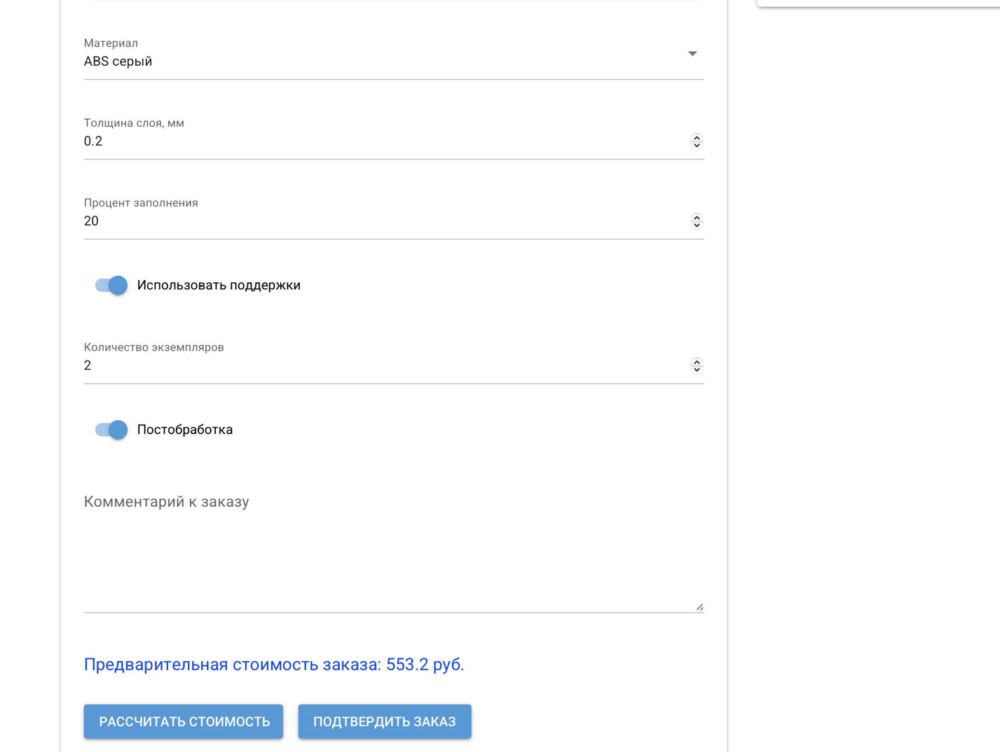 Материал
ABS серый
Толщина слоя, мм
0.2
Процент заполнения
20
Использовать поддержки
Количество экземпляров
2
Постобработка
Комментарий к заказу
Предварительная стоимость заказа: 553.2 руб.
РАССЧИТАТЬ СТОИМОСТЬ ПОДТВЕРДИТЬ ЗАКАЗ